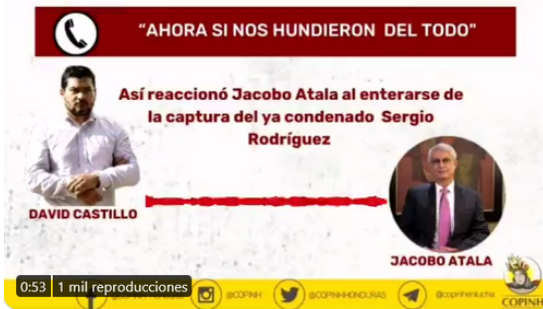 “AHORA SI NOS HUNDIERON DEL TODO"
Así reaccionó Jacobo Atala al enterarse de
la captura del ya condenado Sergio
Rodríguez
DAVID CASTILLO
JACOBO ATALA
0:53 1 mil reproducciones
@COPINH
@COPINHHONDURAS
@copinhenlucha
COPINH